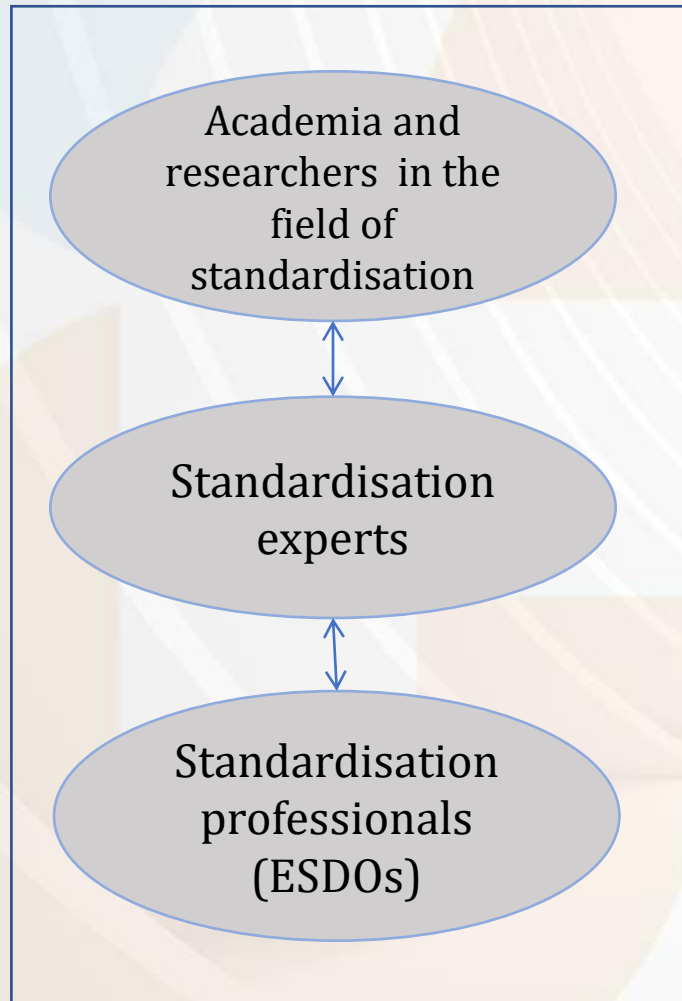 Academia and
researchers  in the
field of
standardisation
Standardisation
experts
Standardisation
professionals
(ESDOs)